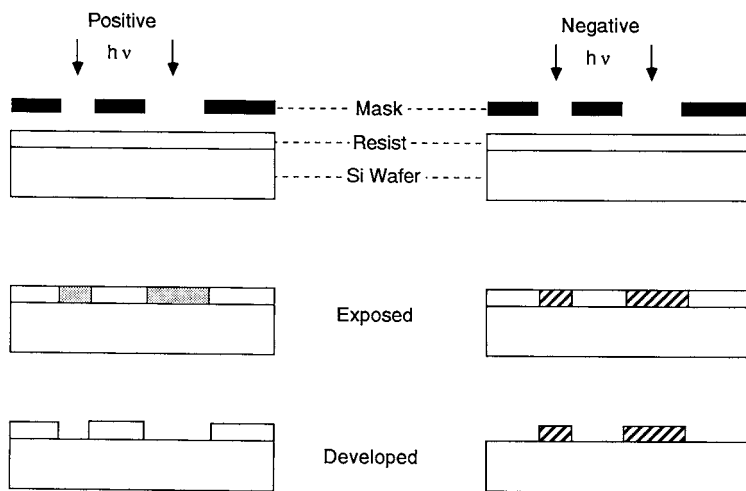 Positive
hν
Negative
hν
Mask
Resist
Si Wafer
Exposed
Developed